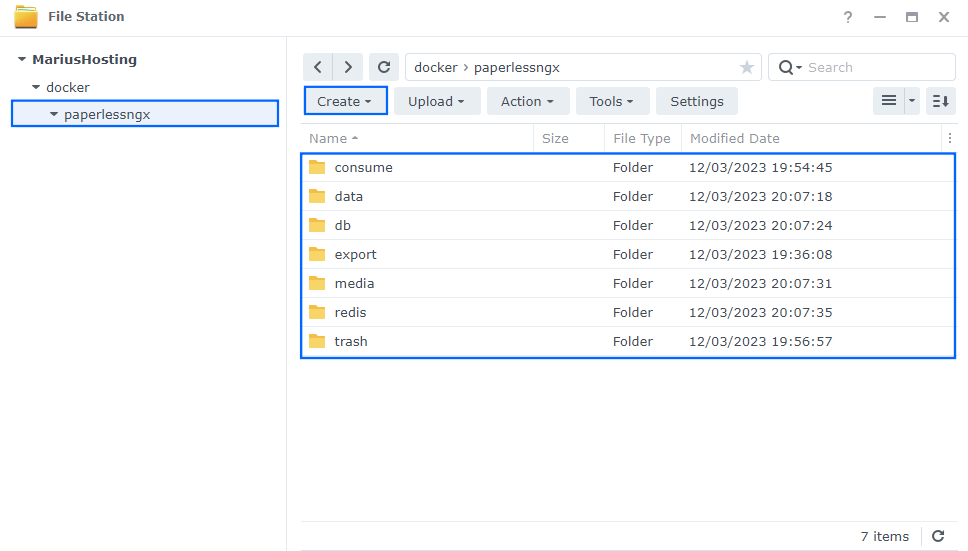 File Station
?
MariusHosting
docker
paperlessngx
docker › paperlessngx
Search
Create Upload Action Tools Settings
Name Size File Type Modified Date
consume Folder 12/03/2023 19:54:45
data Folder 12/03/2023 20:07:18
db Folder 12/03/2023 20:07:24
export Folder 12/03/2023 19:36:08
media Folder 12/03/2023 20:07:31
redis Folder 12/03/2023 20:07:35
trash Folder 12/03/2023 19:56:57
7 items